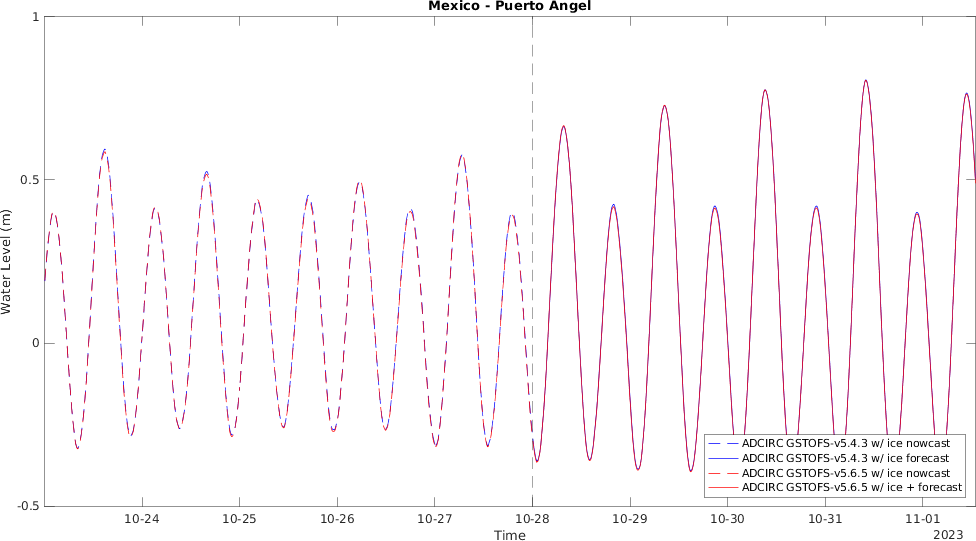 Mexico - Puerto Angel
1
0.5
0
-0.5
Water Level (m)
10-24
10-25
10-26
10-27
10-28
10-29
10-30
10-31
11-01
Time
2023
ADCIRC GSTOFS-v5.4.3 w/ ice nowcast
ADCIRC GSTOFS-v5.4.3 w/ ice forecast
ADCIRC GSTOFS-v5.6.5 w/ ice nowcast
ADCIRC GSTOFS-v5.6.5 w/ ice + forecast